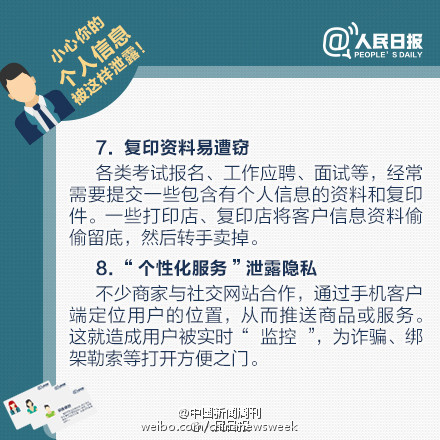 小心你的
个人信息
被这样泄露!
@人民日报
PEOPLE'S DAILY
7. 复印资料易遭窃
各类考试报名、工作应聘、面试等，经常
需要提交一些包含有个人信息的资料和复印
件。一些打印店、复印店将客户信息资料偷
偷留底，然后转手卖掉。
8. “个性化服务”泄露隐私
不少商家与社交网站合作，通过手机客户
端定位用户的位置，从而推送商品或服务。
这就造成用户被实时“ 监控 ”，为诈骗、绑
架勒索等打开方便之门。
@中国新闻周刊
@人民日报